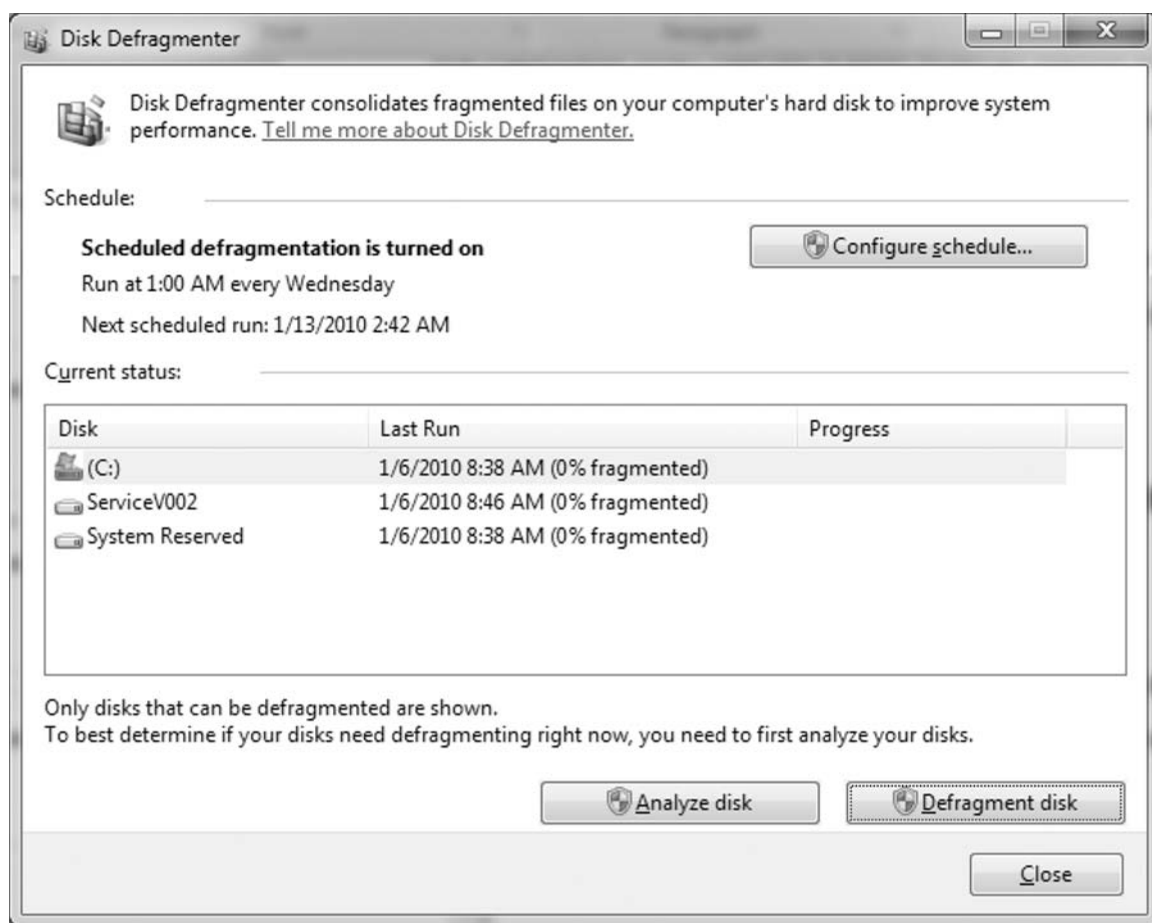 Disk Defragmenter
Disk Defragmenter consolidates fragmented files on your computer's hard disk to improve system
performance. Tell me more about Disk Defragmenter.
Schedule:
Scheduled defragmentation is turned on
Configure schedule...
Run at 1:00 AM every Wednesday
Next scheduled run: 1/13/2010 2:42 AM
Current status:
Disk Last Run Progress
(C:) 1/6/2010 8:38 AM (0% fragmented)
ServiceV002 1/6/2010 8:46 AM (0% fragmented)
System Reserved 1/6/2010 8:38 AM (0% fragmented)
Only disks that can be defragmented are shown.
To best determine if your disks need defragmenting right now, you need to first analyze your disks.
Analyze disk Defragment disk
Close